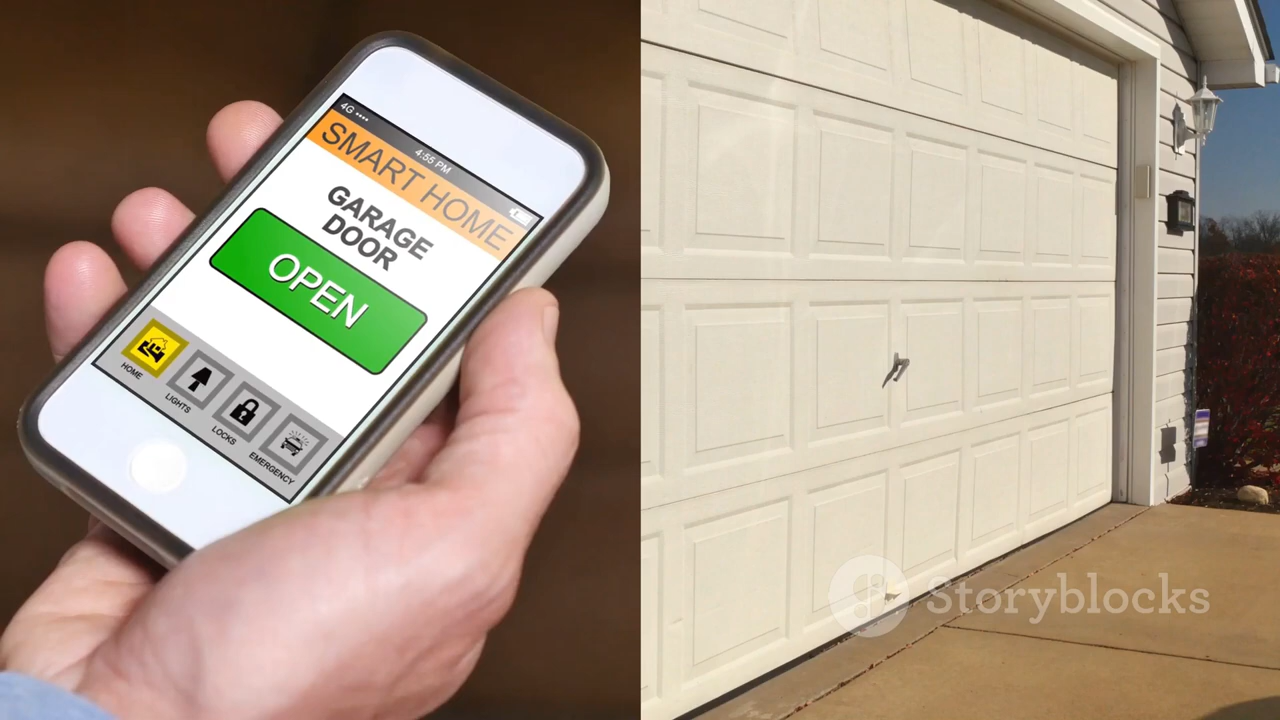 4G
4:55 PM
SMART HOME
GARAGE
DOOR
OPEN
HOME
LIGHTS
LOCKS
EMERGENCY
Storyblocks